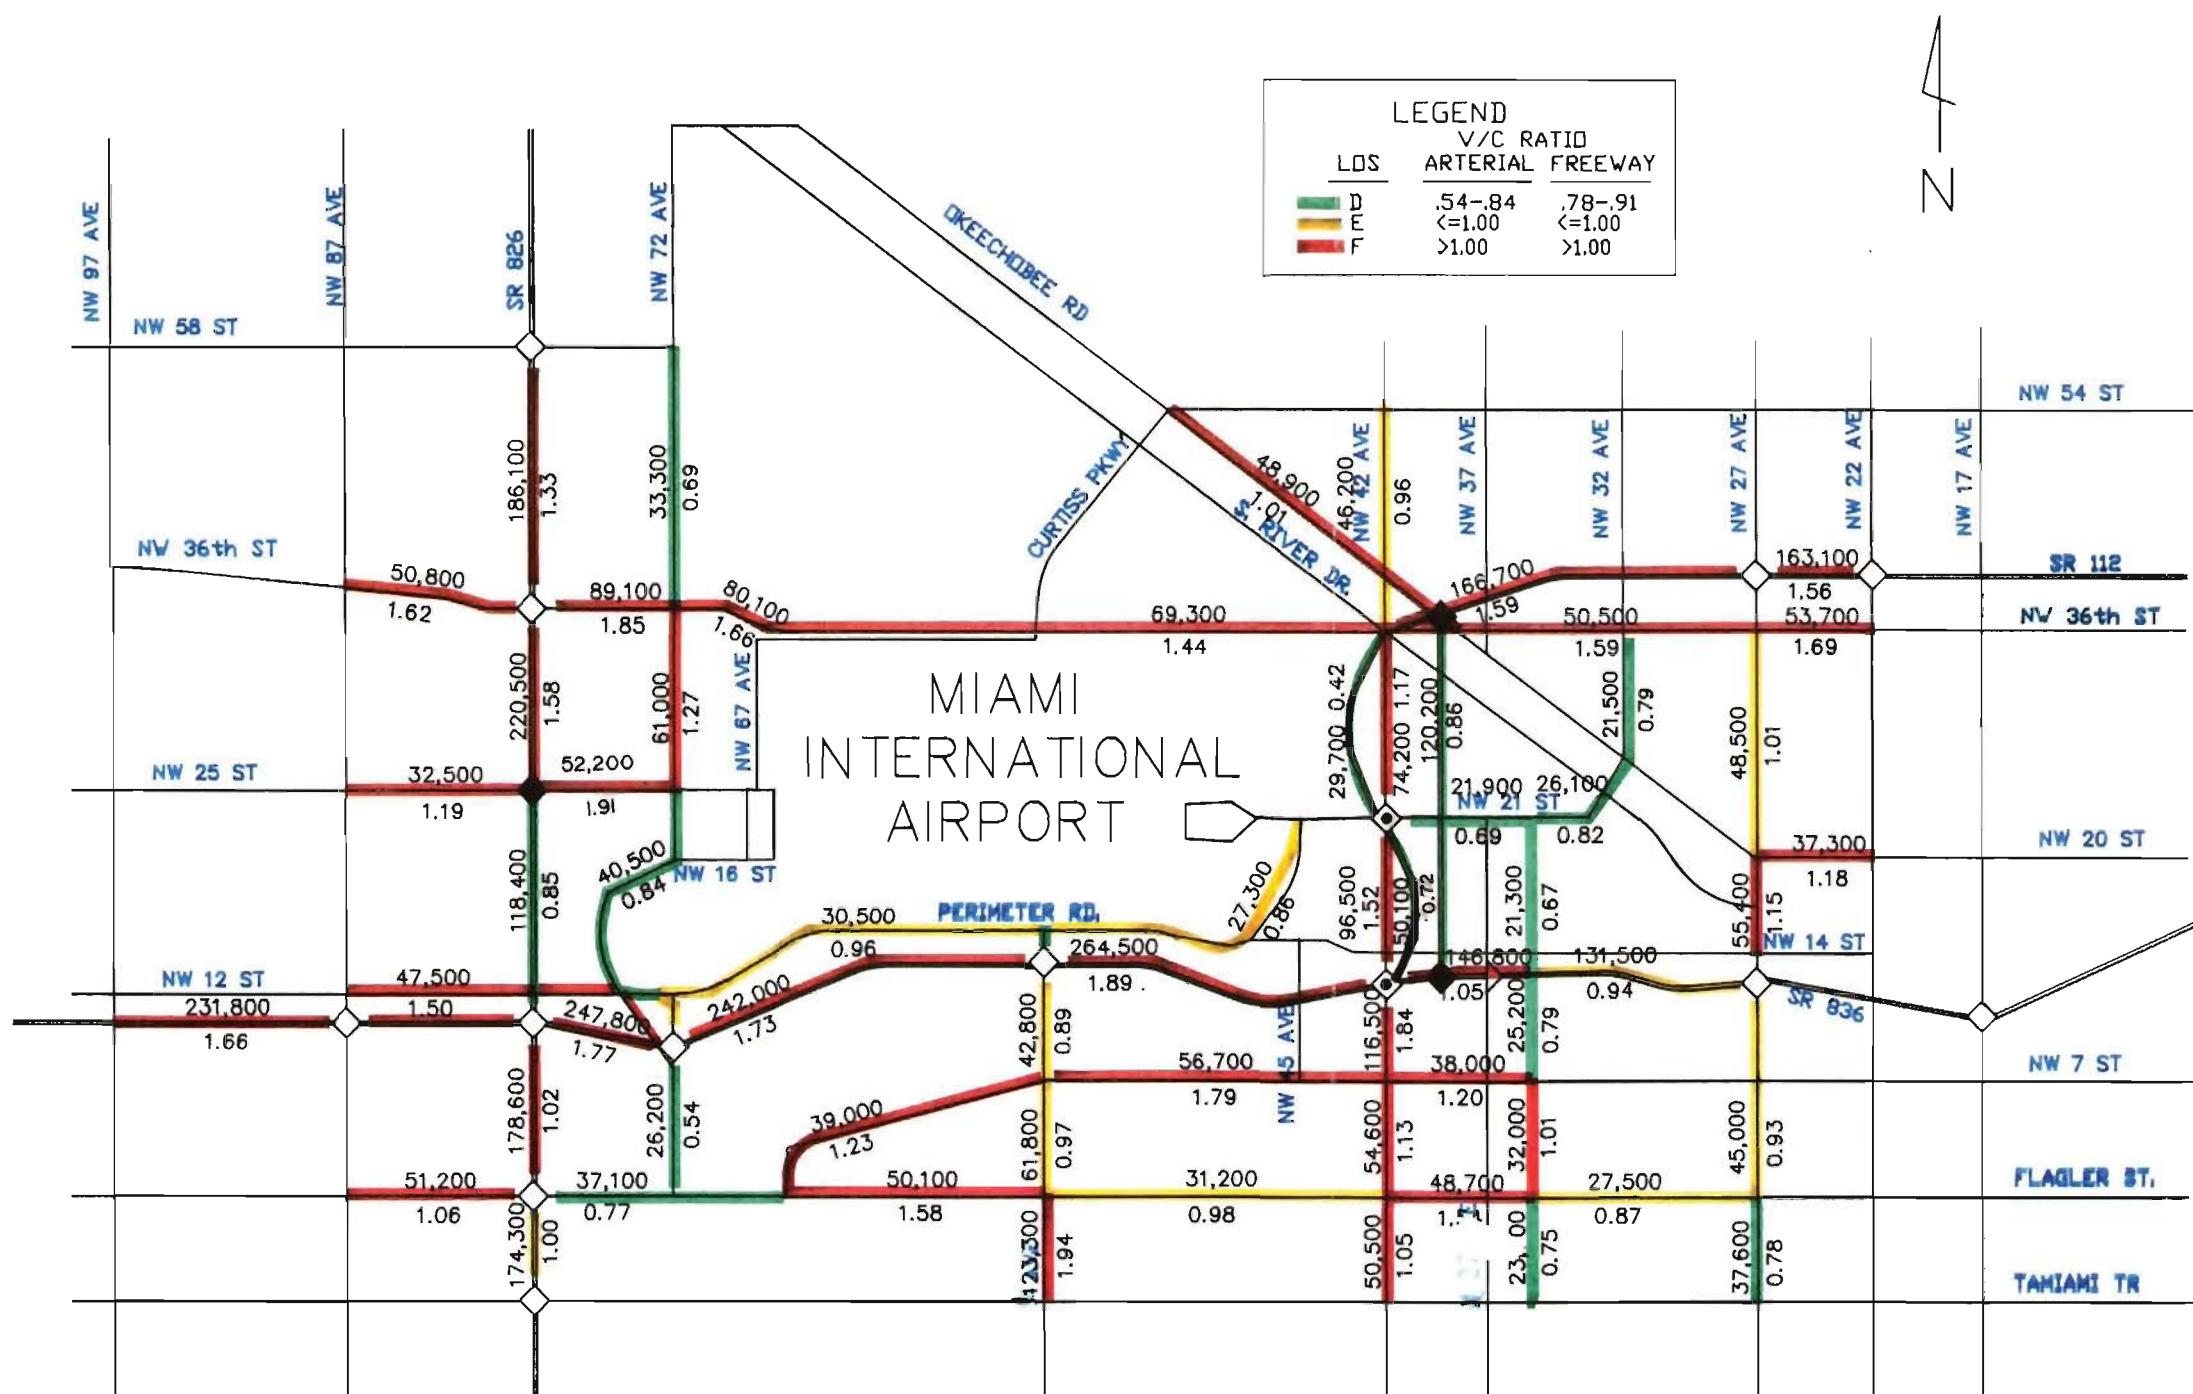 LEGEND
V/C RATIO
LOS ARTERIAL FREEWAY
D .54-.84 .78-.91
E <=1.00 <=1.00
F >1.00 >1.00
N
NW 97 AVE
NW 87 AVE
SR 826
NW 72 AVE
OKEECHOBEE RD
NW 58 ST
NW 54 ST
CURTISS PKWY
S. RIVER DR.
NW 42 AVE
NW 37 AVE
NW 32 AVE
NW 27 AVE
NW 22 AVE
NW 17 AVE
186,100
1.33
33,300
0.69
48,900
1.01
46,200
0.96
NW 36th ST
50,800
1.62
89,100
1.85
80,100
1.66
69,300
1.44
166,700
1.59
163,100
1.56
SR 112
50,500
1.59
53,700
1.69
NW 36th ST
220,500
1.58
61,000
1.27
NW 67 AVE
MIAMI
INTERNATIONAL
AIRPORT
29,700 0.42
74,200 1.17
120,200
0.86
21,500
0.79
48,500
1.01
NW 25 ST
32,500
1.19
52,200
1.91
21,900
26,100
NW 21 ST
0.69
0.82
NW 20 ST
37,300
1.18
118,400
0.85
40,500
0.84
NW 16 ST
27,300
0.86
96,500
1.52
50,100
0.72
21,300
0.67
55,400
1.15
PERIMETER RD.
30,500
0.96
264,500
1.89
NW 14 ST
146,800
1.05
131,500
0.94
NW 12 ST
47,500
1.50
231,800
1.66
247,800
1.77
242,000
1.73
SR 836
42,800
0.89
NW 45 AVE
116,500
1.84
25,200
0.79
56,700
1.79
38,000
1.20
NW 7 ST
178,600
1.02
26,200
0.54
39,000
1.23
61,800
0.97
54,600
1.13
32,000
1.01
45,000
0.93
51,200
1.06
37,100
0.77
50,100
1.58
31,200
0.98
48,700
27,500
0.87
FLAGLER ST.
174,300
1.00
123,300
1.94
50,500
1.05
0.75
37,600
0.78
TAMIAMI TR